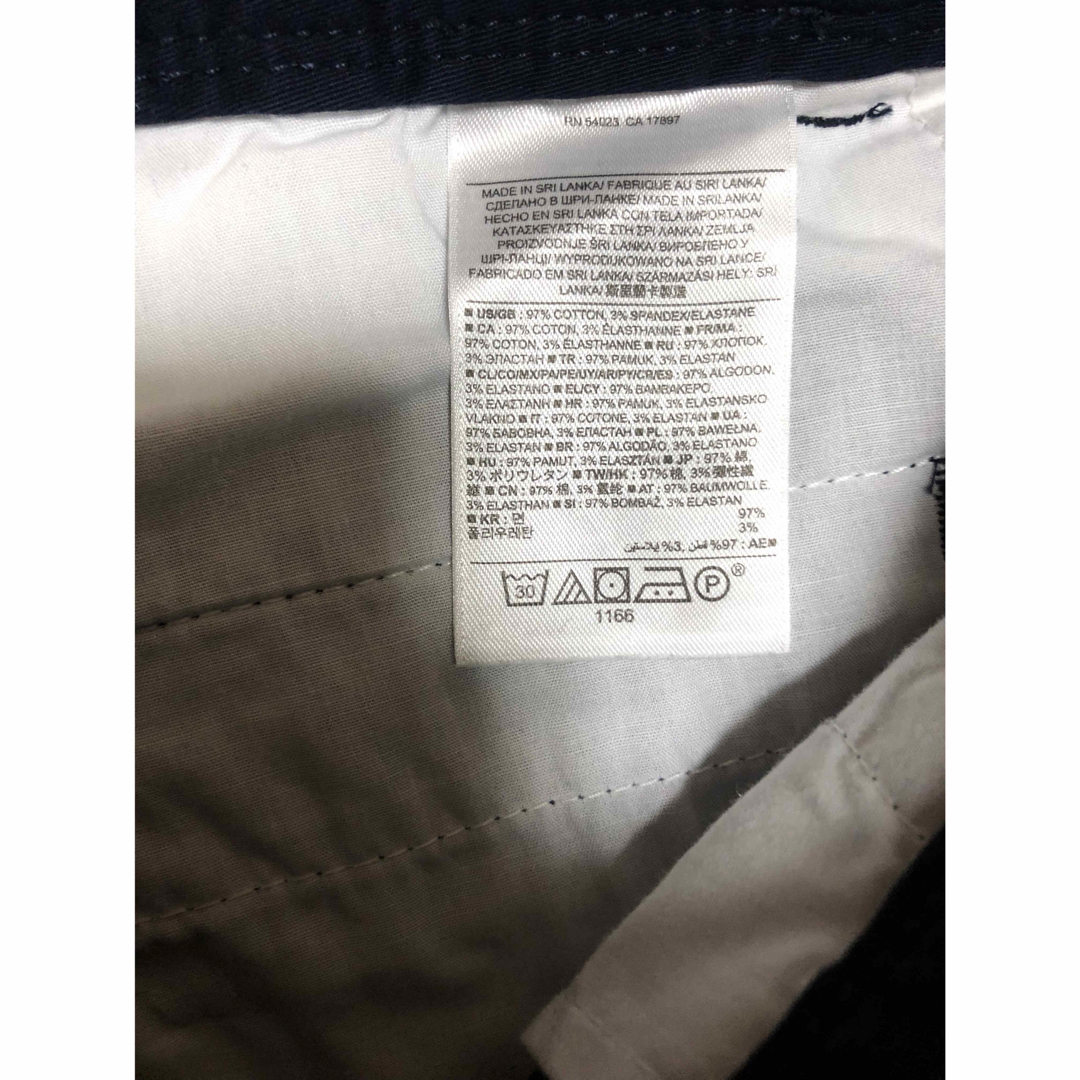 RN 54023 CA 17897
MADE IN SRI LANKA/ FABRIQUE AU SIRI LANKA/
СДЕЛАНО В ШРИ-ЛАНКЕ/ MADE IN SRILANKA/
HECHO EN SRI LANKA CON TELA IMPORTADA/
ΚΑΤΑΣΚΕΥΑΣΤΗΚΕ ΣΤΗ ΣΡΙ ΛΑΝΚΑ/ ZEMLJA
PROIZVODNJE ŠRI LANKA/ ВИРОБЛЕНО У
ШРІ-ЛАНЦІ/ WYPRODUKOWANO NA SRI LANCE/
FABRICADO EM SRI LANKA/ SZÁRMAZÁSI HELY: SRI
LANKA/ 斯里蘭卡製造
■ US/GB : 97% COTTON, 3% SPANDEX/ELASTANE
■ CA : 97% COTON, 3% ÉLASTHANNE ■ FR/MA :
97% COTON, 3% ÉLASTHANNE ■ RU : 97% ХЛОПОК,
3% ЭЛАСТАН ■ TR : 97% PAMUK, 3% ELASTAN
■ CL/CO/MX/PA/PE/UY/AR/PY/CR/ES : 97% ALGODON,
3% ELASTANO ■ EL/CY : 97% ΒΑΜΒΑΚΕΡΟ,
3% ΕΛΑΣΤΑΝΗ ■ HR : 97% PAMUK, 3% ELASTANSKO
VLAKNO ■ IT : 97% COTONE, 3% ELASTAN ■ UA :
97% БАВОВНА, 3% ЕЛАСТАН ■ PL : 97% BAWEŁNA,
3% ELASTAN ■ BR : 97% ALGODÃO, 3% ELASTANO
■ HU : 97% PAMUT, 3% ELASZTÁN ■ JP : 97% 綿,
3% ポリウレタン ■ TW/HK : 97% 棉, 3% 彈性纖
維 ■ CN : 97% 棉, 3% 氨纶 ■ AT : 97% BAUMWOLLE,
3% ELASTHAN ■ SI : 97% BOMBAŽ, 3% ELASTAN
■ KR : 면 97%
폴리우레탄 3%
■AE : 97% قطن, 3% يلاستين
30 P ®
1166